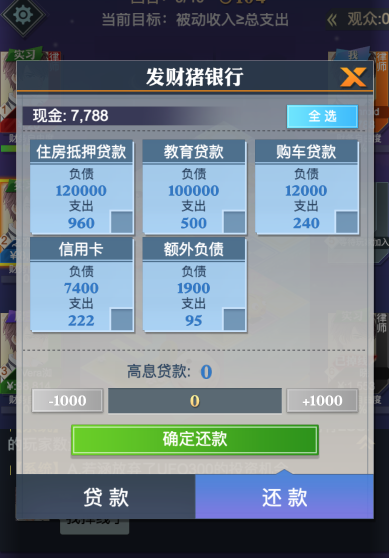 当前目标：被动收入≥总支出
《 观众:0
实习
我
发财猪银行
现金: 7,788
全选
住房抵押贷款
负债
120000
支出
960
教育贷款
负债
100000
支出
500
购车贷款
负债
12000
支出
240
信用卡
负债
7400
支出
222
额外负债
负债
1900
支出
95
高息贷款: 0
-1000
0
+1000
确定还款
贷款
还款